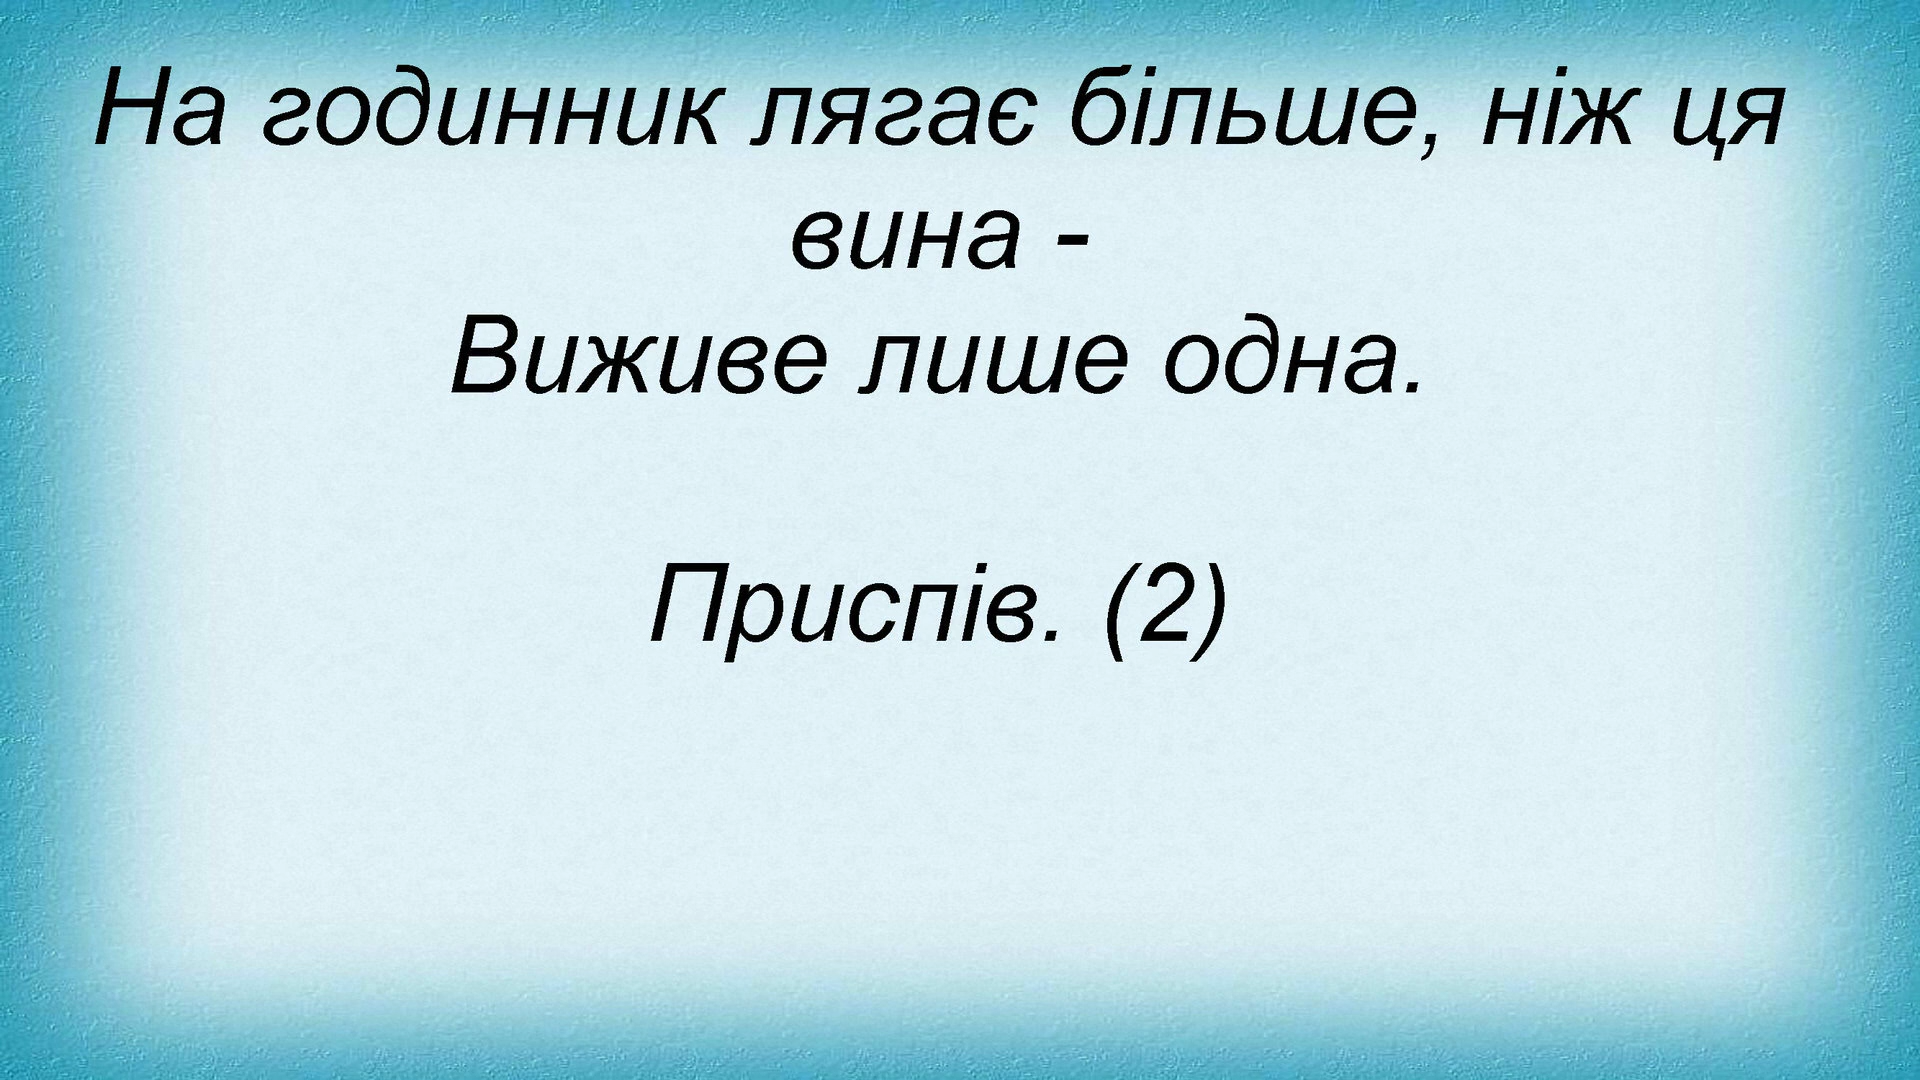 На годинник лягає більше, ніж ця
вина -
Виживе лише одна.
Приспів. (2)